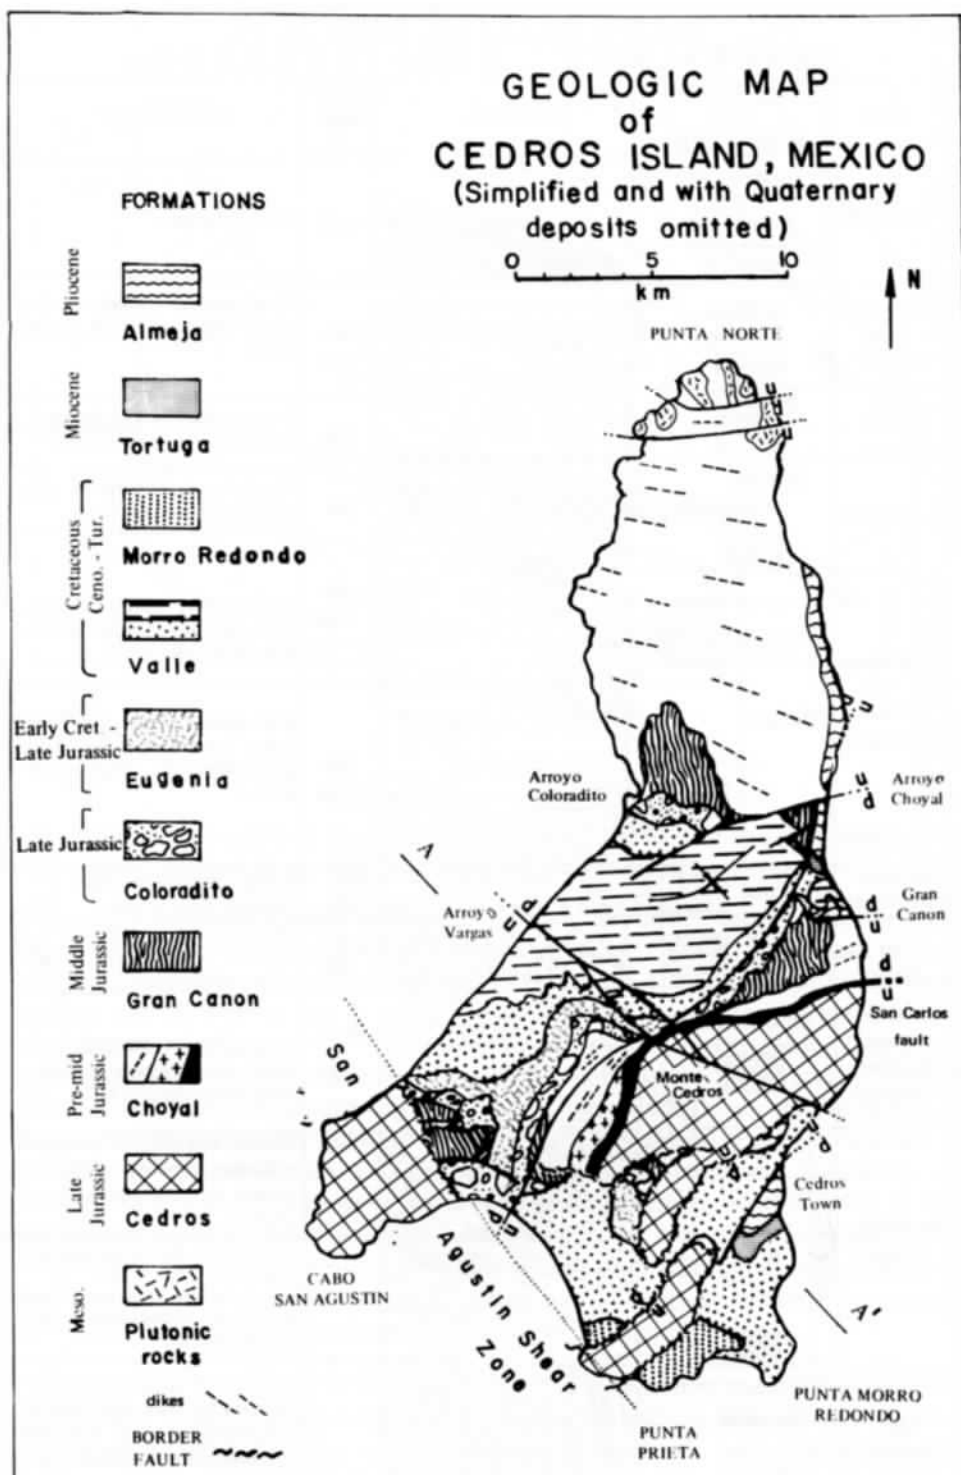 GEOLOGIC MAP
of
CEDROS ISLAND, MEXICO
(Simplified and with Quaternary
deposits omitted)
0 5 10
km
N
FORMATIONS
Pliocene
Almeja
Miocene
Tortuga
Cretaceous
Ceno. - Tur.
Morro Redondo
Valle
Early Cret. -
Late Jurassic
Eugenia
Late Jurassic
Coloradito
Middle
Jurassic
Gran Canon
Pre-mid
Jurassic
Choyal
Late
Jurassic
Cedros
Meso.
Plutonic
rocks
dikes
BORDER
FAULT
PUNTA NORTE
u
u
u
Arroyo
Coloradito
u
d
Arroyo
Choyal
A
Arroyo
Vargas
d
u
Gran
Canon
d
u
d
u
San Carlos
fault
Monte
Cedros
San
Agustin Shear
Zone
u
D
u
d
Cedros
Town
CABO
SAN AGUSTIN
A'
PUNTA MORRO
REDONDO
PUNTA
PRIETA